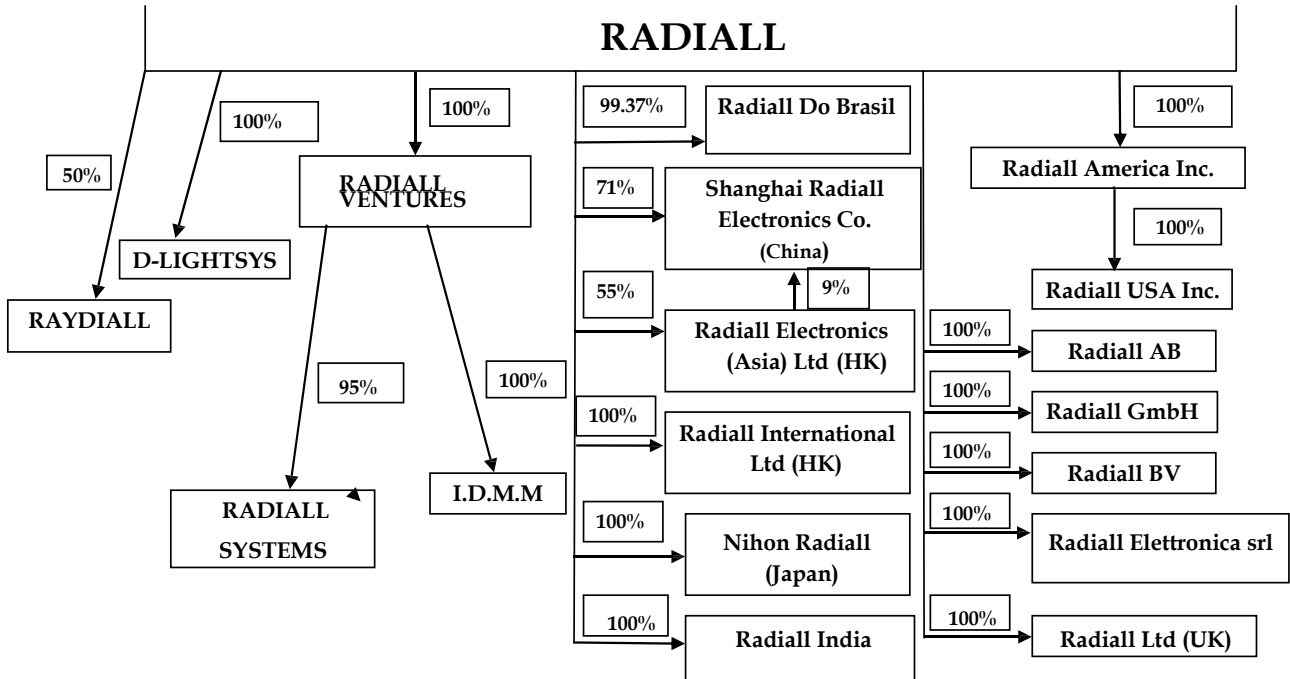 RADIALL
50%
100%
100%
99.37%
Radiall Do Brasil
100%
RADIALL
VENTURES
71%
Shanghai Radiall
Electronics Co.
(China)
Radiall America Inc.
100%
D-LIGHTSYS
RAYDIALL
55%
9%
Radiall USA Inc.
Radiall Electronics
(Asia) Ltd (HK)
100%
Radiall AB
95%
100%
100%
Radiall GmbH
100%
Radiall International
Ltd (HK)
100%
Radiall BV
RADIALL
SYSTEMS
I.D.M.M
100%
Nihon Radiall
(Japan)
100%
Radiall Elettronica srl
100%
Radiall India
100%
Radiall Ltd (UK)